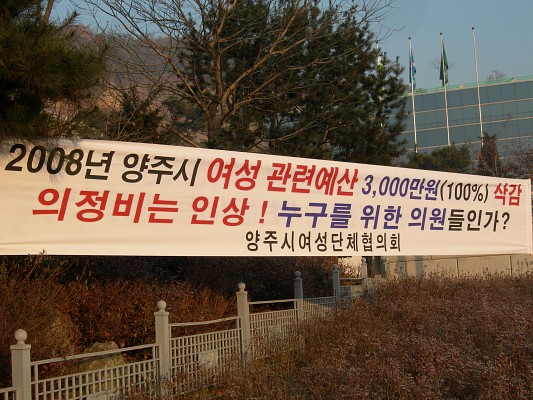 2008년 양주시 여성 관련예산 3,000만원(100%) 삭감
의정비는 인상! 누구를 위한 의원들인가?
양주시여성단체협의회